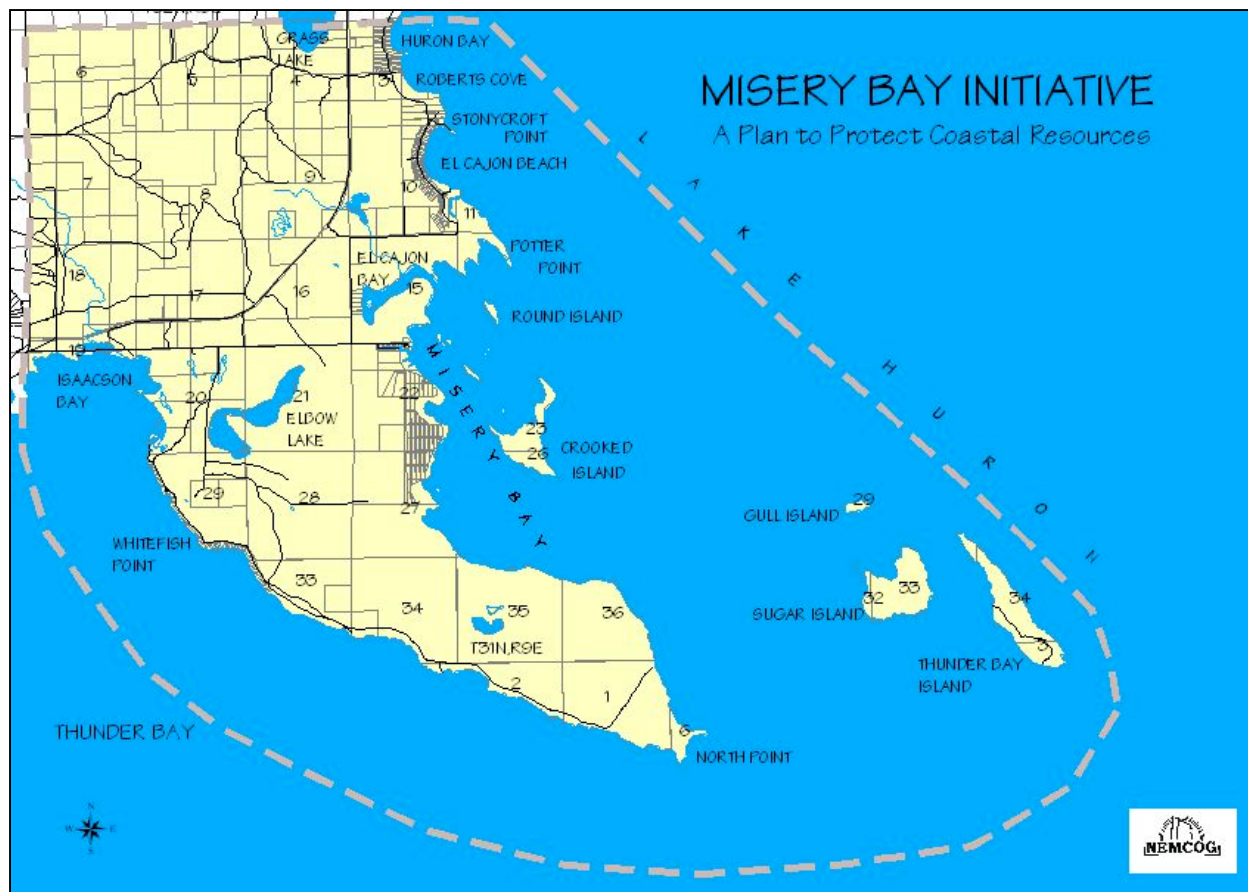 GRASS
LAKE
HURON BAY
ROBERTS COVE
STONYCROFT
POINT
EL CAJON BEACH
MISERY BAY INITIATIVE
A Plan to Protect Coastal Resources
LAKE HURON
6
5
4
3
7
8
9
10
11
POTTER
POINT
EL CAJON
BAY
15
18
17
16
ROUND ISLAND
19
ISAACSON
BAY
20
21
22
ELBOW
LAKE
MISERY BAY
23
26
CROOKED
ISLAND
29
28
27
GULL ISLAND
29
WHITEFISH
POINT
33
34
35
36
T31N,R9E
32
33
SUGAR ISLAND
34
3
THUNDER BAY
ISLAND
2
1
6
NORTH POINT
THUNDER BAY
N
W E
S
NEMCOG